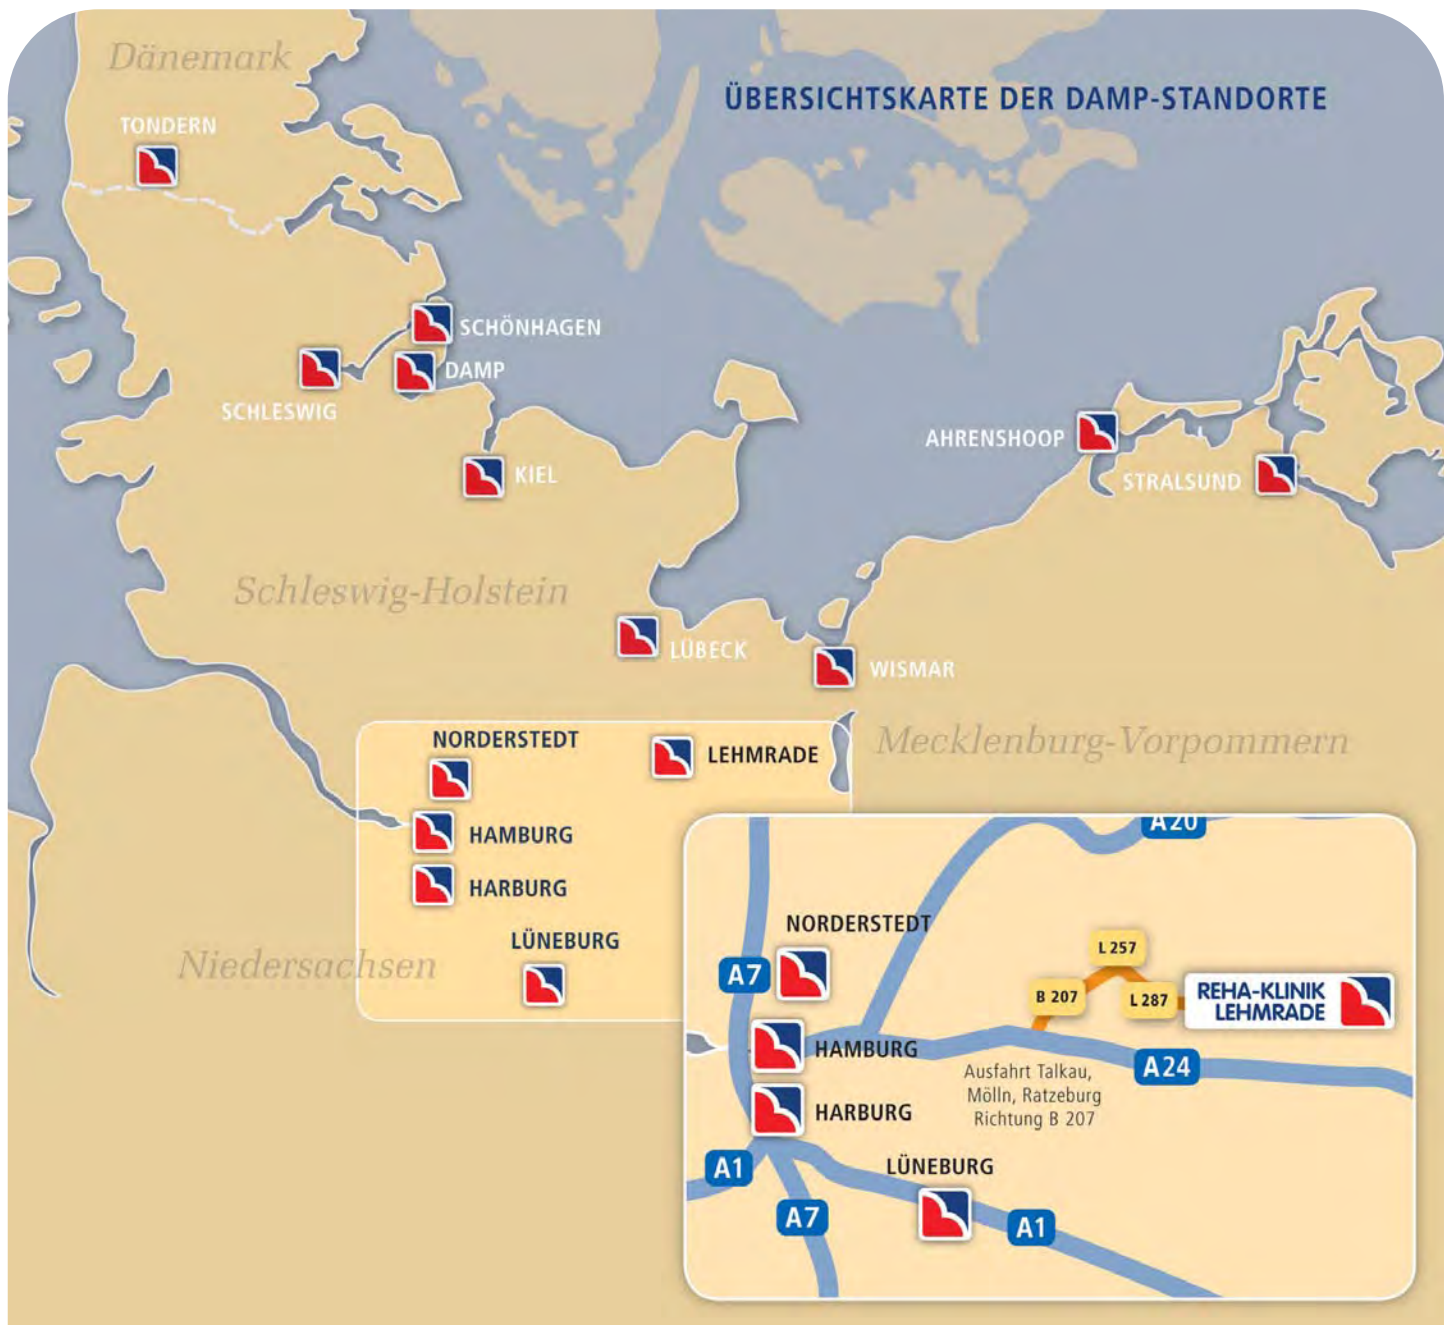 Dänemark
ÜBERSICHTSKARTE DER DAMP-STANDORTE
TONDERN
SCHÖNHAGEN
DAMP
SCHLESWIG
AHRENSHOOP
KIEL
STRALSUND
Schleswig-Holstein
LÜBECK
WISMAR
NORDERSTEDT
LEHMRADE
Mecklenburg-Vorpommern
HAMBURG
HARBURG
LÜNEBURG
Niedersachsen
A20
NORDERSTEDT
L 257
A7
B 207
L 287
REHA-KLINIK
LEHMRADE
HAMBURG
A24
Ausfahrt Talkau,
Mölln, Ratzeburg
Richtung B 207
HARBURG
A1
LÜNEBURG
A7
A1